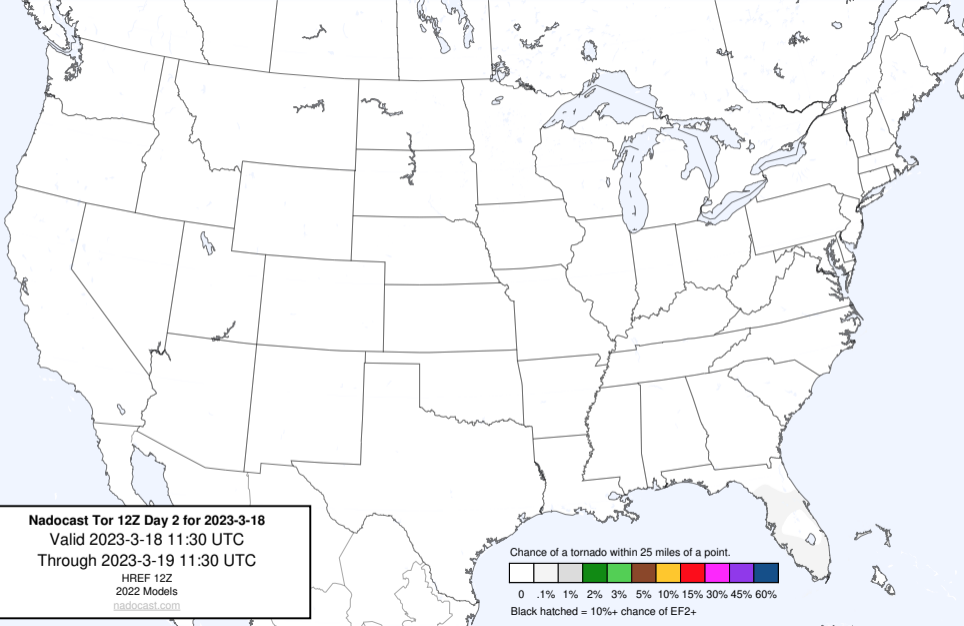 Nadocast Tor 12Z Day 2 for 2023-3-18
Valid 2023-3-18 11:30 UTC
Through 2023-3-19 11:30 UTC
HREF 12Z
2022 Models
nadocast.com
Chance of a tornado within 25 miles of a point.
0 .1% 1% 2% 3% 5% 10% 15% 30% 45% 60%
Black hatched = 10%+ chance of EF2+